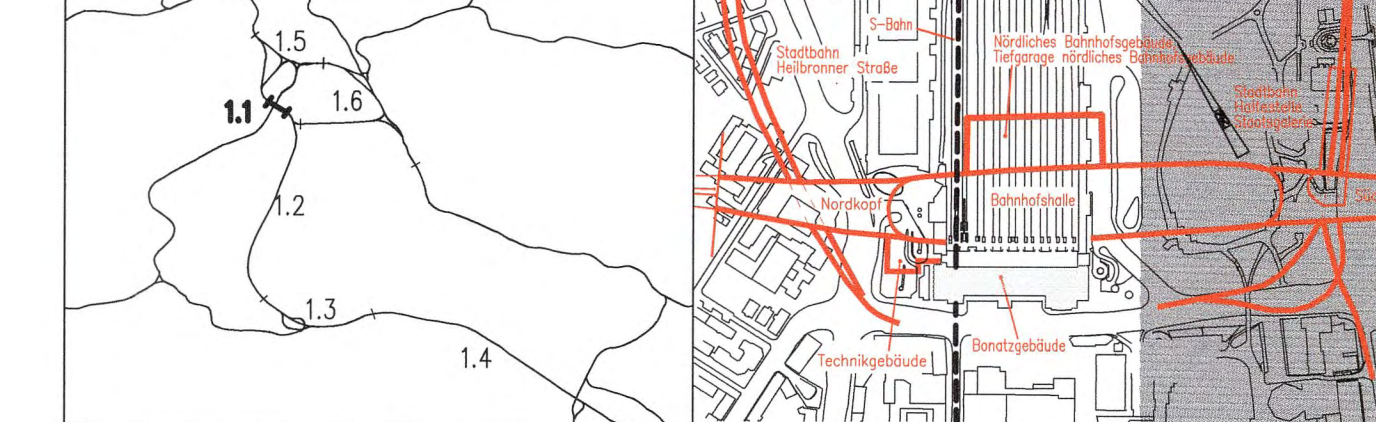 1.5
1.6
1.1
1.2
1.3
1.4
S-Bahn
Stadtbahn
Heilbronner Straße
Nördliches Bahnhofsgebäude,
Tiefgarage nördliches Bahnhofsgebäude
Stadtbahn
Haltestelle
Staatsgalerie
Nordkopf
Bahnhofshalle
Technikgebäude
Bonatzgebäude